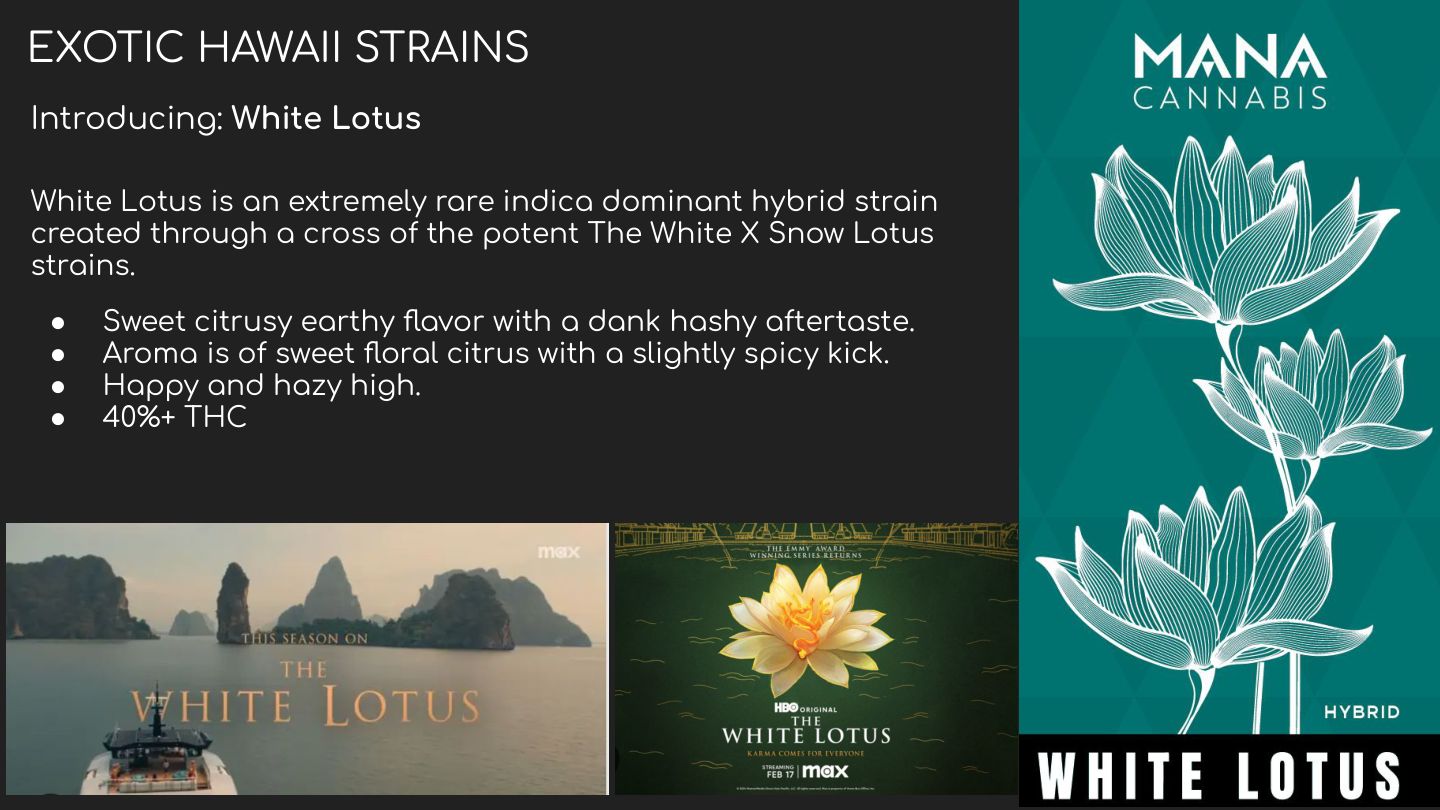 EXOTIC HAWAII STRAINS
Introducing: White Lotus
White Lotus is an extremely rare indica dominant hybrid strain
created through a cross of the potent The White X Snow Lotus
strains.
● Sweet citrusy earthy flavor with a dank hashy aftertaste.
● Aroma is of sweet floral citrus with a slightly spicy kick.
● Happy and hazy high.
● 40%+ THC
max
THIS SEASON ON
THE
WHITE LOTUS
THE EMMY AWARD
WINNING SERIES RETURNS
HBO ORIGINAL
THE
WHITE LOTUS
KARMA COMES FOR EVERYONE
STREAMING
FEB 17 | max
MANA
CANNABIS
HYBRID
WHITE LOTUS